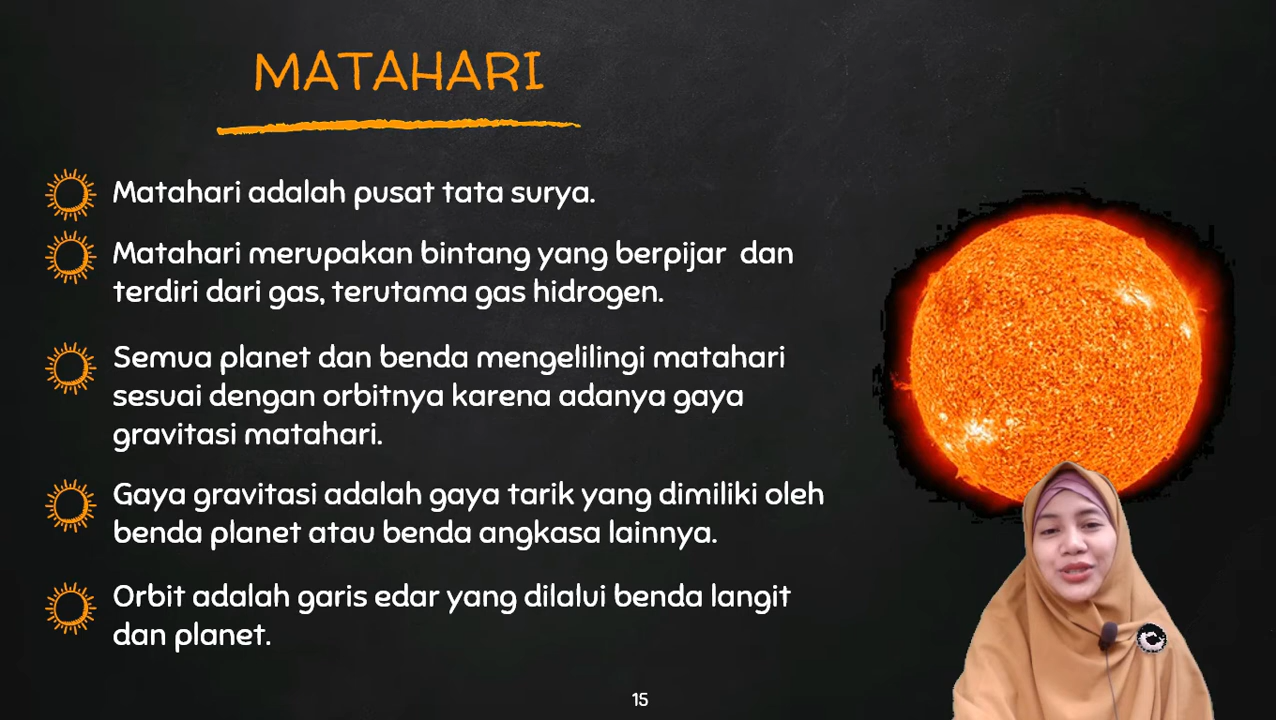 MATAHARI
Matahari adalah pusat tata surya.
Matahari merupakan bintang yang berpijar dan
terdiri dari gas, terutama gas hidrogen.
Semua planet dan benda mengelilingi matahari
sesuai dengan orbitnya karena adanya gaya
gravitasi matahari.
Gaya gravitasi adalah gaya tarik yang dimiliki oleh
benda planet atau benda angkasa lainnya.
Orbit adalah garis edar yang dilalui benda langit
dan planet.
15